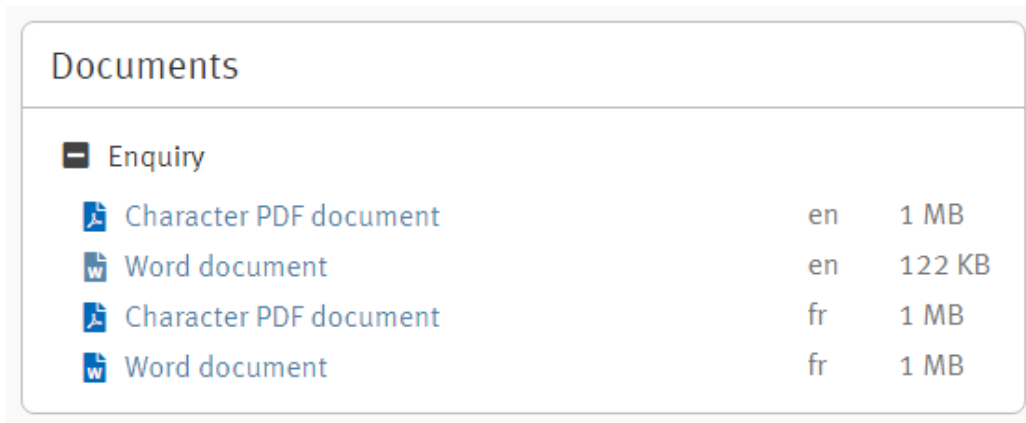 Documents
Enquiry
Character PDF document en 1 MB
Word document en 122 KB
Character PDF document fr 1 MB
Word document fr 1 MB